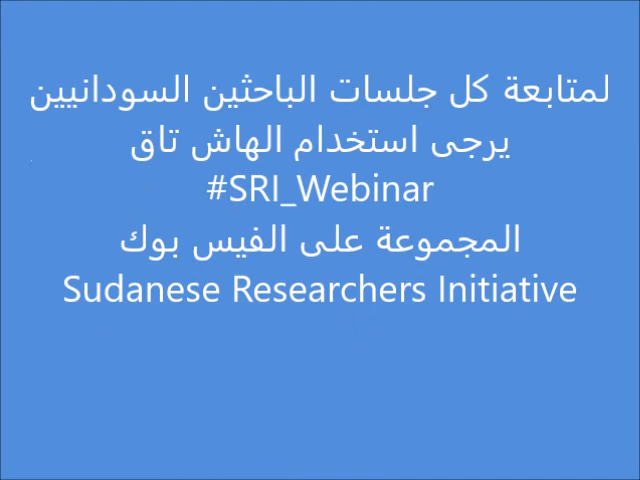 لمتابعة كل جلسات الباحثين السودانيين
يرجى استخدام الهاش تاق
#SRI_Webinar
المجموعة على الفيس بوك
Sudanese Researchers Initiative